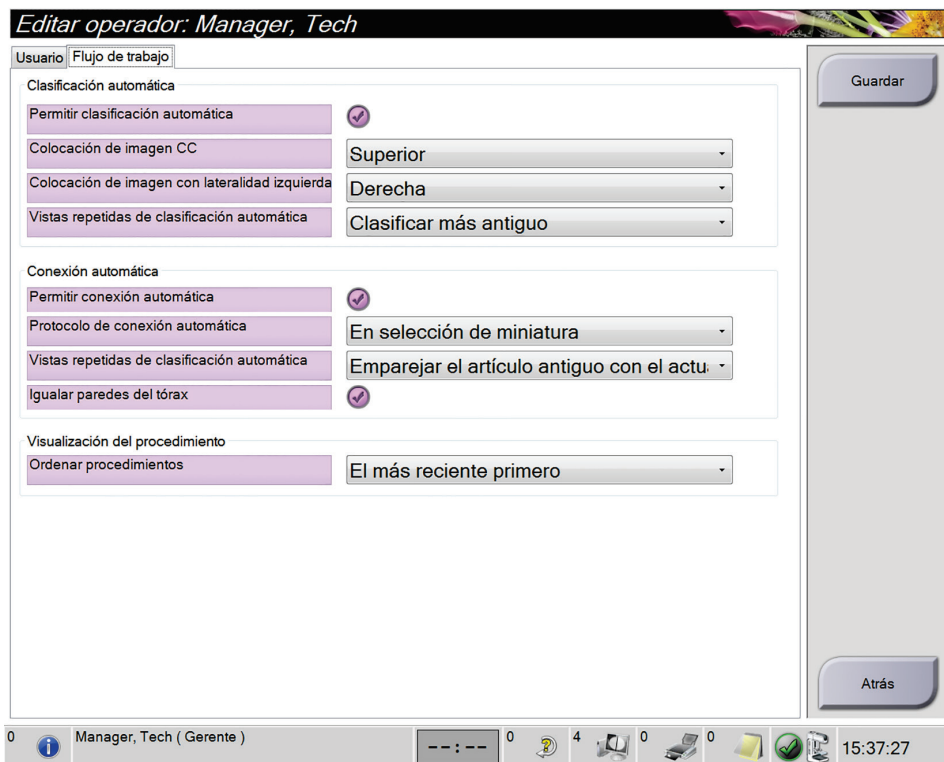 Editar operador: Manager, Tech
Usuario Flujo de trabajo
Guardar
Clasificación automática
Permitir clasificación automática
Colocación de imagen CC Superior
Colocación de imagen con lateralidad izquierda Derecha
Vistas repetidas de clasificación automática Clasificar más antiguo
Conexión automática
Permitir conexión automática
Protocolo de conexión automática En selección de miniatura
Vistas repetidas de clasificación automática Emparejar el artículo antiguo con el actu
Igualar paredes del tórax
Visualización del procedimiento
Ordenar procedimientos El más reciente primero
Atrás
0 Manager, Tech ( Gerente ) --:-- 0 4 0 0 15:37:27